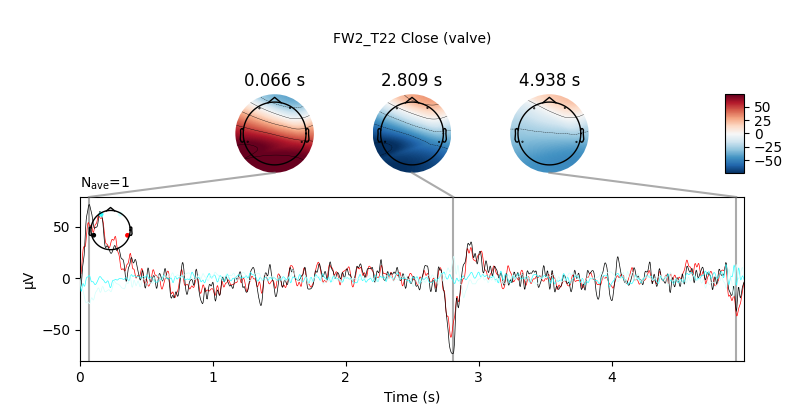 FW2_T22 Close (valve)
0.066 s
2.809 s
4.938 s
50
25
0
−25
−50
Nave=1
50
0
−50
µV
0
1
2
3
4
Time (s)